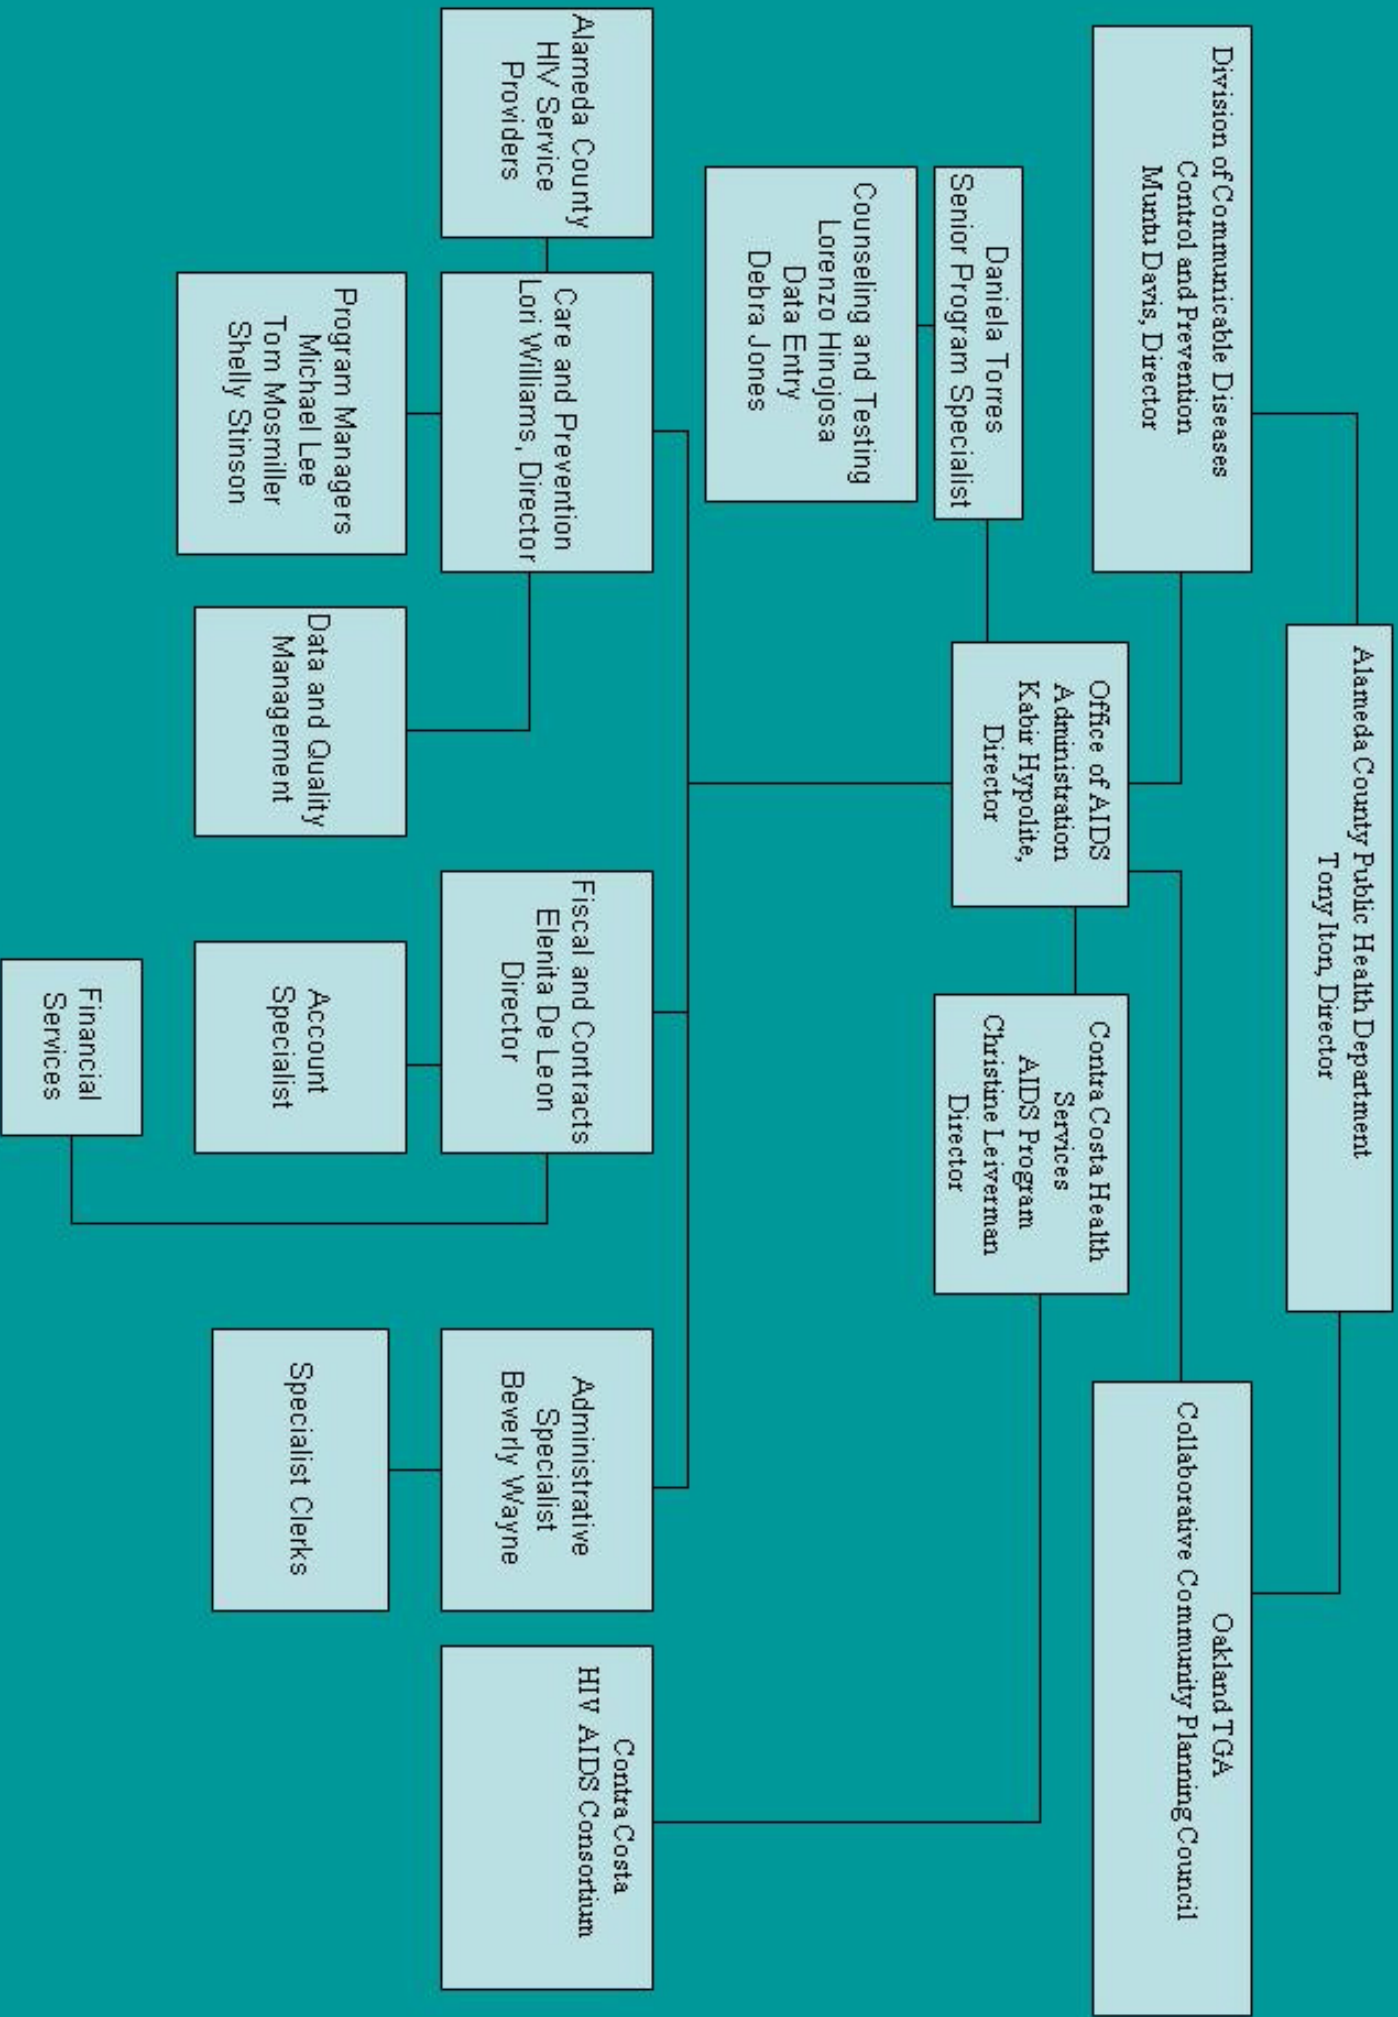 Alameda County Public Health Department
Tony Iton, Director
Division of Communicable Diseases
Control and Prevention
Muntu Davis, Director
Oakland TGA
Collaborative Community Planning Council
Office of AIDS
Administration
Kabir Hypolite,
Director
Contra Costa Health
Services
AIDS Program
Christine Leiverman
Director
Daniela Torres
Senior Program Specialist
Counseling and Testing
Lorenzo Hinojosa
Data Entry
Debra Jones
Alameda County
HIV Service
Providers
Care and Prevention
Lori Williams, Director
Fiscal and Contracts
Elenita De Leon
Director
Administrative
Specialist
Beverly Wayne
Contra Costa
HIV AIDS Consortium
Program Managers
Michael Lee
Tom Mosmiller
Shelly Stinson
Data and Quality
Management
Account
Specialist
Specialist Clerks
Financial
Services